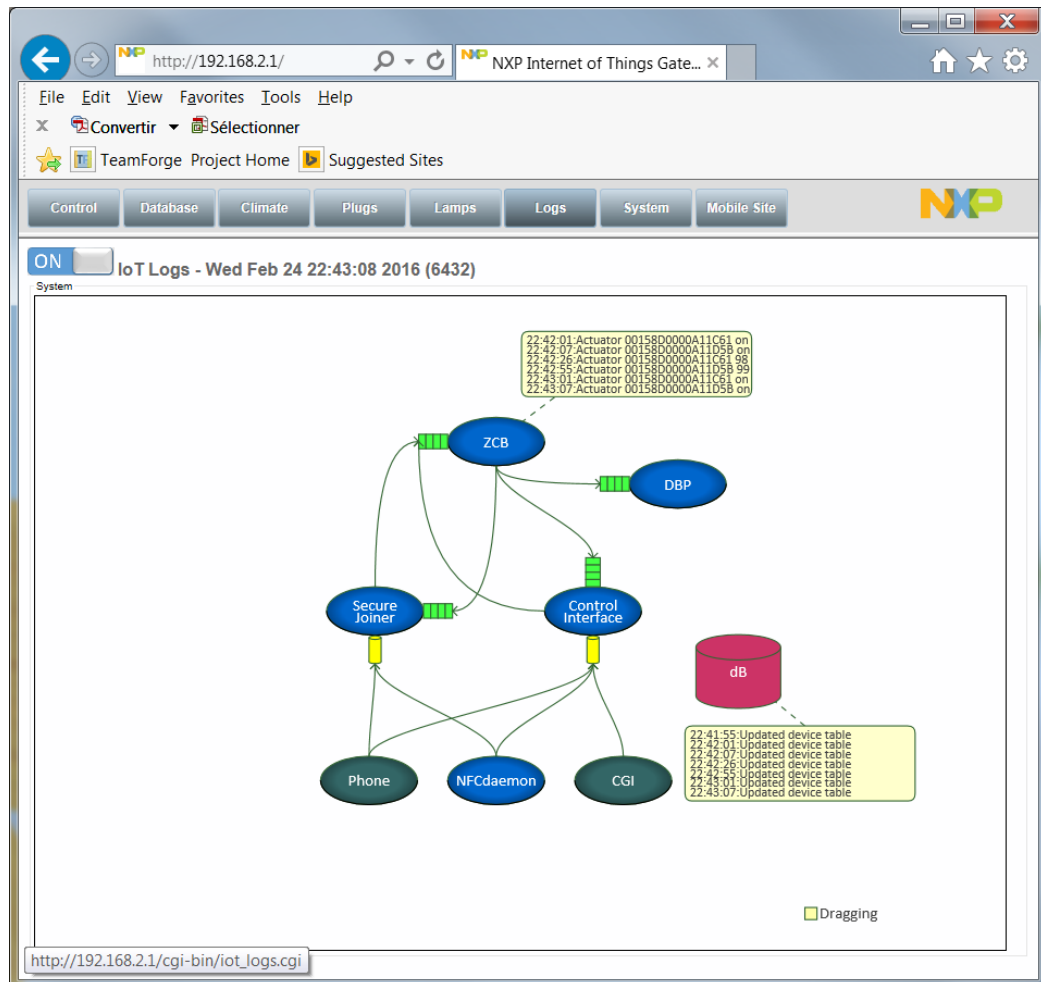 NXP http://192.168.2.1/ NXP NXP Internet of Things Gate... ×
File Edit View Favorites Tools Help
x Convertir Sélectionner
TF TeamForge Project Home Suggested Sites
Control Database Climate Plugs Lamps Logs System Mobile Site NXP
ON IoT Logs - Wed Feb 24 22:43:08 2016 (6432)
System
22:42:01:Actuator 00158D0000A11C61 on
22:42:07:Actuator 00158D0000A11D5B on
22:42:26:Actuator 00158D0000A11C61 98
22:42:55:Actuator 00158D0000A11D5B 99
22:43:01:Actuator 00158D0000A11C61 on
22:43:07:Actuator 00158D0000A11D5B on
ZCB
DBP
Secure
Joiner
Control
Interface
dB
22:41:55:Updated device table
22:42:01:Updated device table
22:42:07:Updated device table
22:42:26:Updated device table
22:42:55:Updated device table
22:43:01:Updated device table
22:43:07:Updated device table
Phone NFCdaemon CGI
Dragging
http://192.168.2.1/cgi-bin/iot_logs.cgi